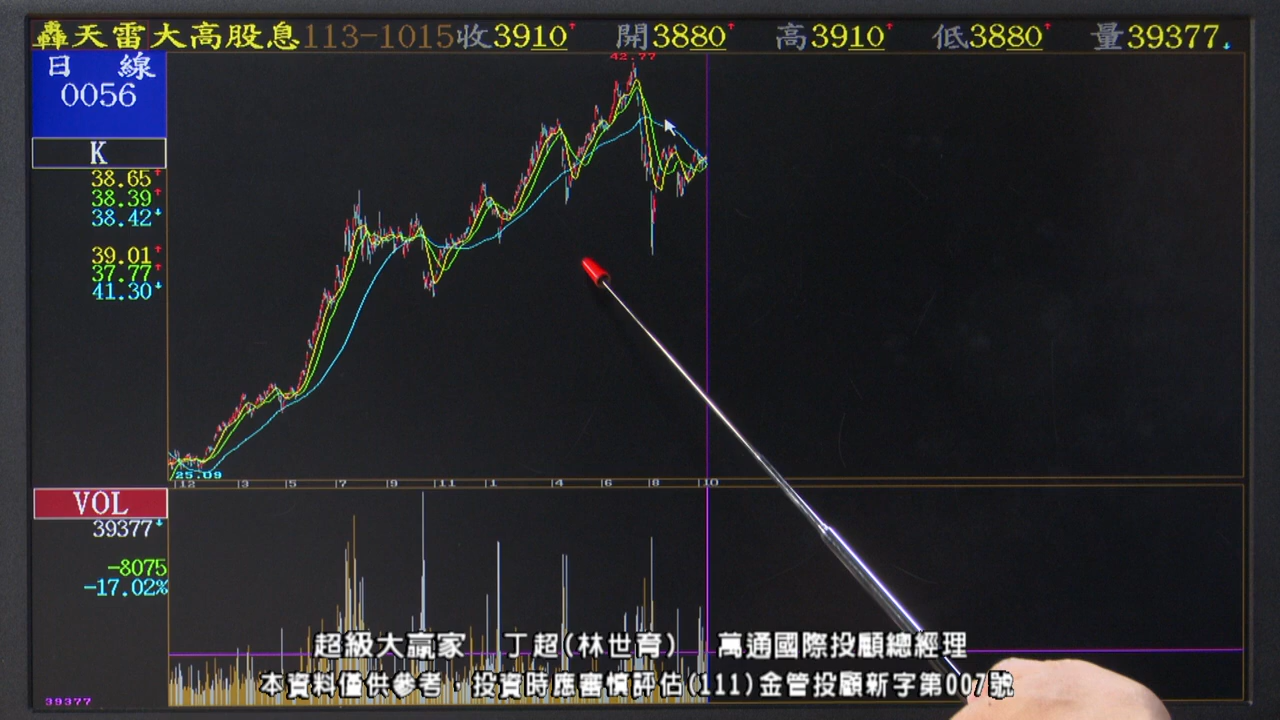 轟天雷大高股息113-1015收3910↑ 開3880↑ 高3910↑ 低3880↑ 量39377↓
日 線
0056
K
38.65↑
38.39↑
38.42↓
39.01↑
37.77↑
41.30↓
42.77
25.09
12 3 5 7 9 11 1 4 6 8 10
VOL
39377↓
-8075
-17.02%
39377
超級大贏家 丁超(林世育) 萬通國際投顧總經理
本資料僅供參考，投資時應審慎評估(111)金管投顧新字第007號